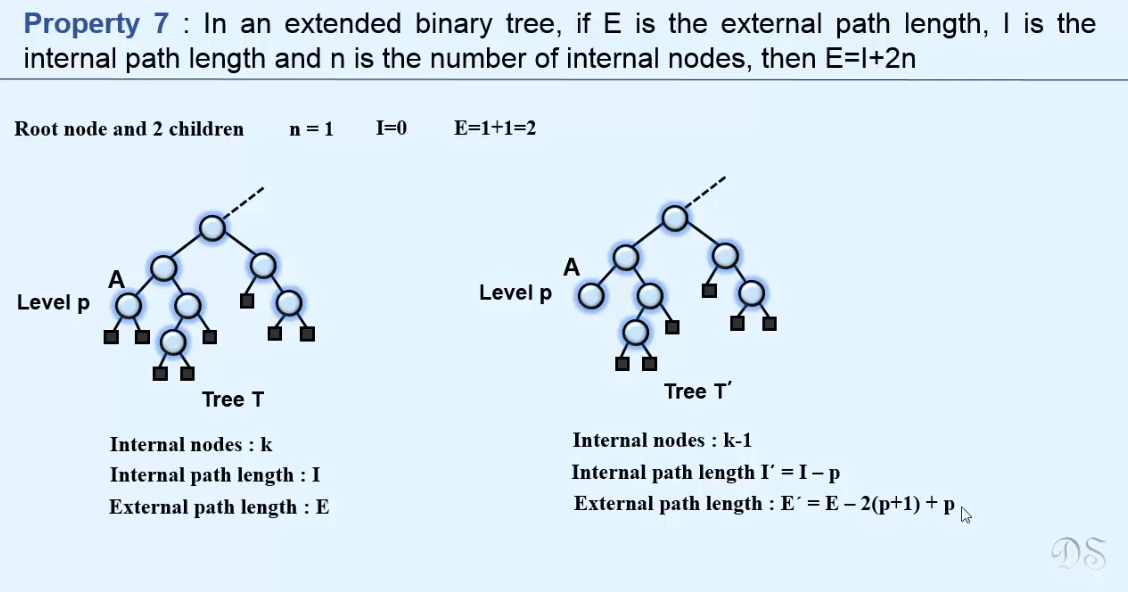 Property 7 : In an extended binary tree, if E is the external path length, I is the
internal path length and n is the number of internal nodes, then E=I+2n
Root node and 2 children n = 1 I=0 E=1+1=2
A
Level p
Tree T
Internal nodes : k
Internal path length : I
External path length : E
A
Level p
Tree T′
Internal nodes : k-1
Internal path length I′ = I – p
External path length : E´ = E – 2(p+1) + p
DS